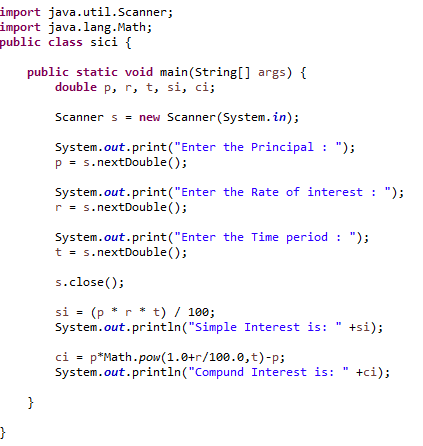 import java.util.Scanner;
import java.lang.Math;
public class sici {
public static void main(String[] args) {
double p, r, t, si, ci;
Scanner s = new Scanner(System.in);
System.out.print("Enter the Principal : ");
p = s.nextDouble();
System.out.print("Enter the Rate of interest : ");
r = s.nextDouble();
System.out.print("Enter the Time period : ");
t = s.nextDouble();
s.close();
si = (p * r * t) / 100;
System.out.println("Simple Interest is: " +si);
ci = p*Math.pow(1.0+r/100.0,t)-p;
System.out.println("Compund Interest is: " +ci);
}
}